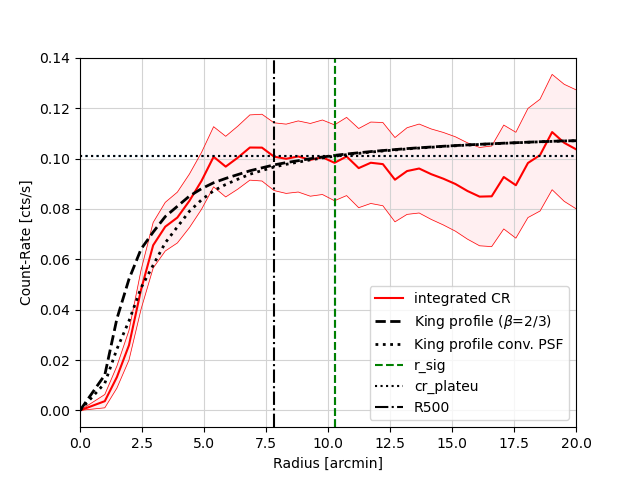 0.14
0.12
0.10
0.08
0.06
0.04
0.02
0.00
Count-Rate [cts/s]
integrated CR
King profile (β=2/3)
King profile conv. PSF
r_sig
cr_plateu
R500
0.0 2.5 5.0 7.5 10.0 12.5 15.0 17.5 20.0
Radius [arcmin]